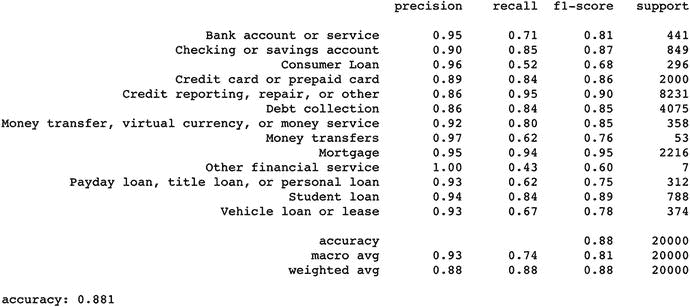 precision recall f1-score support
Bank account or service 0.95 0.71 0.81 441
Checking or savings account 0.90 0.85 0.87 849
Consumer Loan 0.96 0.52 0.68 296
Credit card or prepaid card 0.89 0.84 0.86 2000
Credit reporting, repair, or other 0.86 0.95 0.90 8231
Debt collection 0.86 0.84 0.85 4075
Money transfer, virtual currency, or money service 0.92 0.80 0.85 358
Money transfers 0.97 0.62 0.76 53
Mortgage 0.95 0.94 0.95 2216
Other financial service 1.00 0.43 0.60 7
Payday loan, title loan, or personal loan 0.93 0.62 0.75 312
Student loan 0.94 0.84 0.89 788
Vehicle loan or lease 0.93 0.67 0.78 374
accuracy 0.88 20000
macro avg 0.93 0.74 0.81 20000
weighted avg 0.88 0.88 0.88 20000
accuracy: 0.881